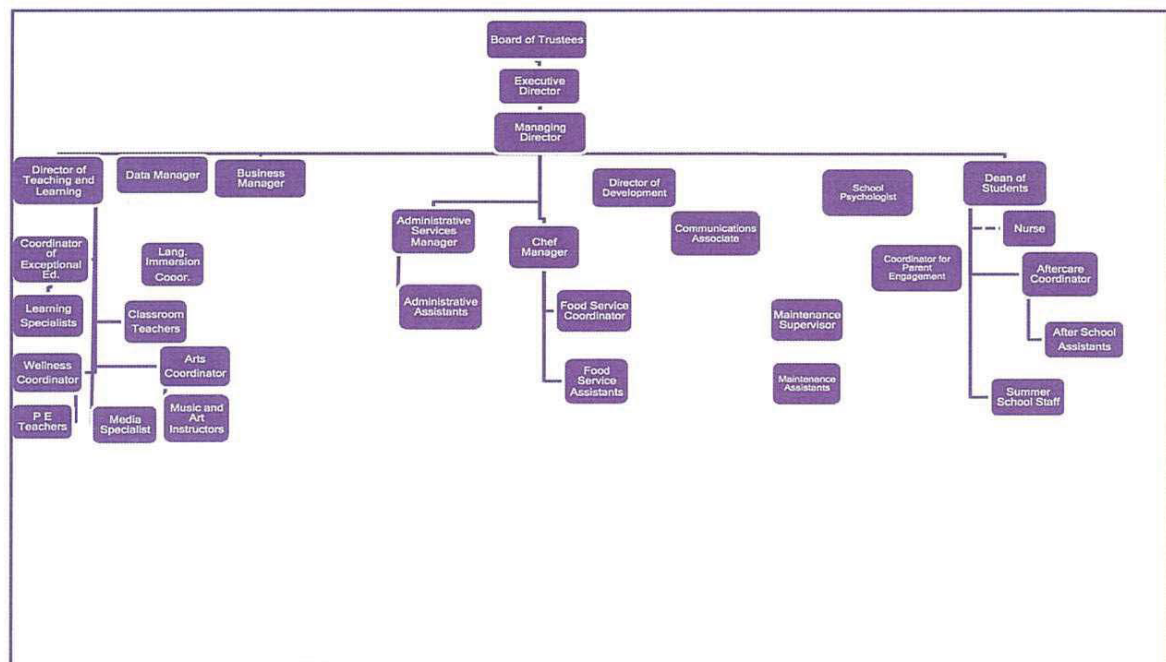 Board of Trustees
Executive
Director
Managing
Director
Director of
Teaching and
Learning
Data Manager
Business
Manager
Director of
Development
School
Psychologist
Dean of
Students
Administrative
Services
Manager
Chef
Manager
Communications
Associate
Nurse
Coordinator
of
Exceptional
Ed.
Lang.
Immersion
Cooor.
Coordinator for
Parent
Engagement
Aftercare
Coordinator
Learning
Specialists
Classroom
Teachers
Administrative
Assistants
Food Service
Coordinator
Maintenance
Supervisor
After School
Assistants
Wellness
Coordinator
Arts
Coordinator
Food
Service
Assistants
Maintenance
Assistants
Summer
School Staff
P E
Teachers
Media
Specialist
Music and
Art
Instructors